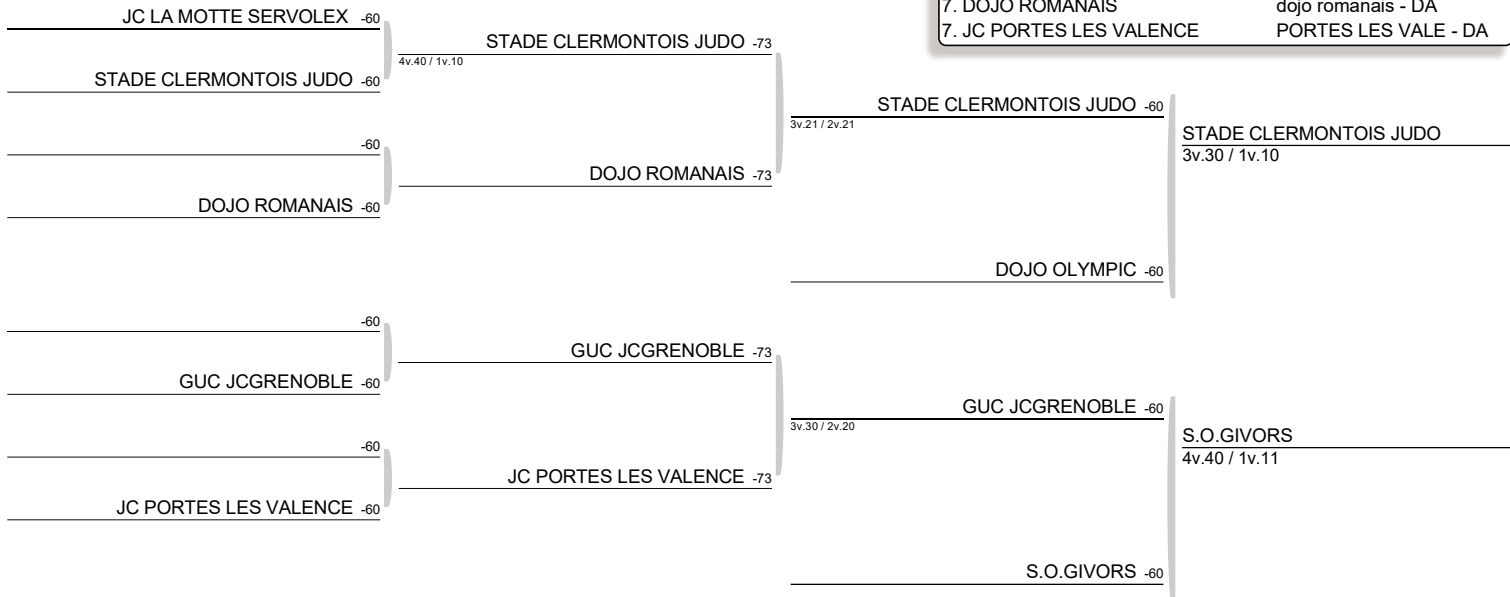 7. DOJO ROMANAIS dojo romanais - DA
7. JC PORTES LES VALENCE PORTES LES VALE - DA
JC LA MOTTE SERVOLEX -60
STADE CLERMONTOIS JUDO -60
-60
DOJO ROMANAIS -60
-60
GUC JCGRENOBLE -60
-60
JC PORTES LES VALENCE -60
STADE CLERMONTOIS JUDO -73
4v.40 / 1v.10
DOJO ROMANAIS -73
GUC JCGRENOBLE -73
JC PORTES LES VALENCE -73
STADE CLERMONTOIS JUDO -60
3v.21 / 2v.21
DOJO OLYMPIC -60
GUC JCGRENOBLE -60
3v.30 / 2v.20
S.O.GIVORS -60
STADE CLERMONTOIS JUDO
3v.30 / 1v.10
S.O.GIVORS
4v.40 / 1v.11